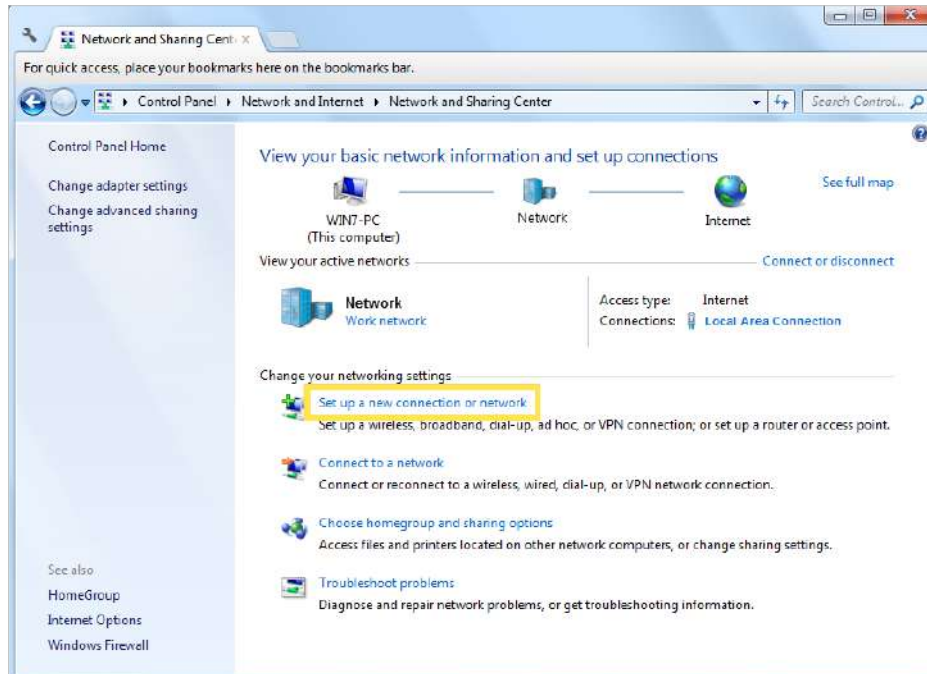 Network and Sharing Cent
For quick access, place your bookmarks here on the bookmarks bar.
Control Panel Network and Internet Network and Sharing Center
Search Control...
Control Panel Home
Change adapter settings
Change advanced sharing
settings
See also
HomeGroup
Internet Options
Windows Firewall
View your basic network information and set up connections
See full map
WIN7-PC
(This computer)
Network
Internet
View your active networks
Connect or disconnect
Network
Work network
Access type: Internet
Connections: Local Area Connection
Change your networking settings
Set up a new connection or network
Set up a wireless, broadband, dial-up, ad hoc, or VPN connection; or set up a router or access point.
Connect to a network
Connect or reconnect to a wireless, wired, dial-up, or VPN network connection.
Choose homegroup and sharing options
Access files and printers located on other network computers, or change sharing settings.
Troubleshoot problems
Diagnose and repair network problems, or get troubleshooting information.